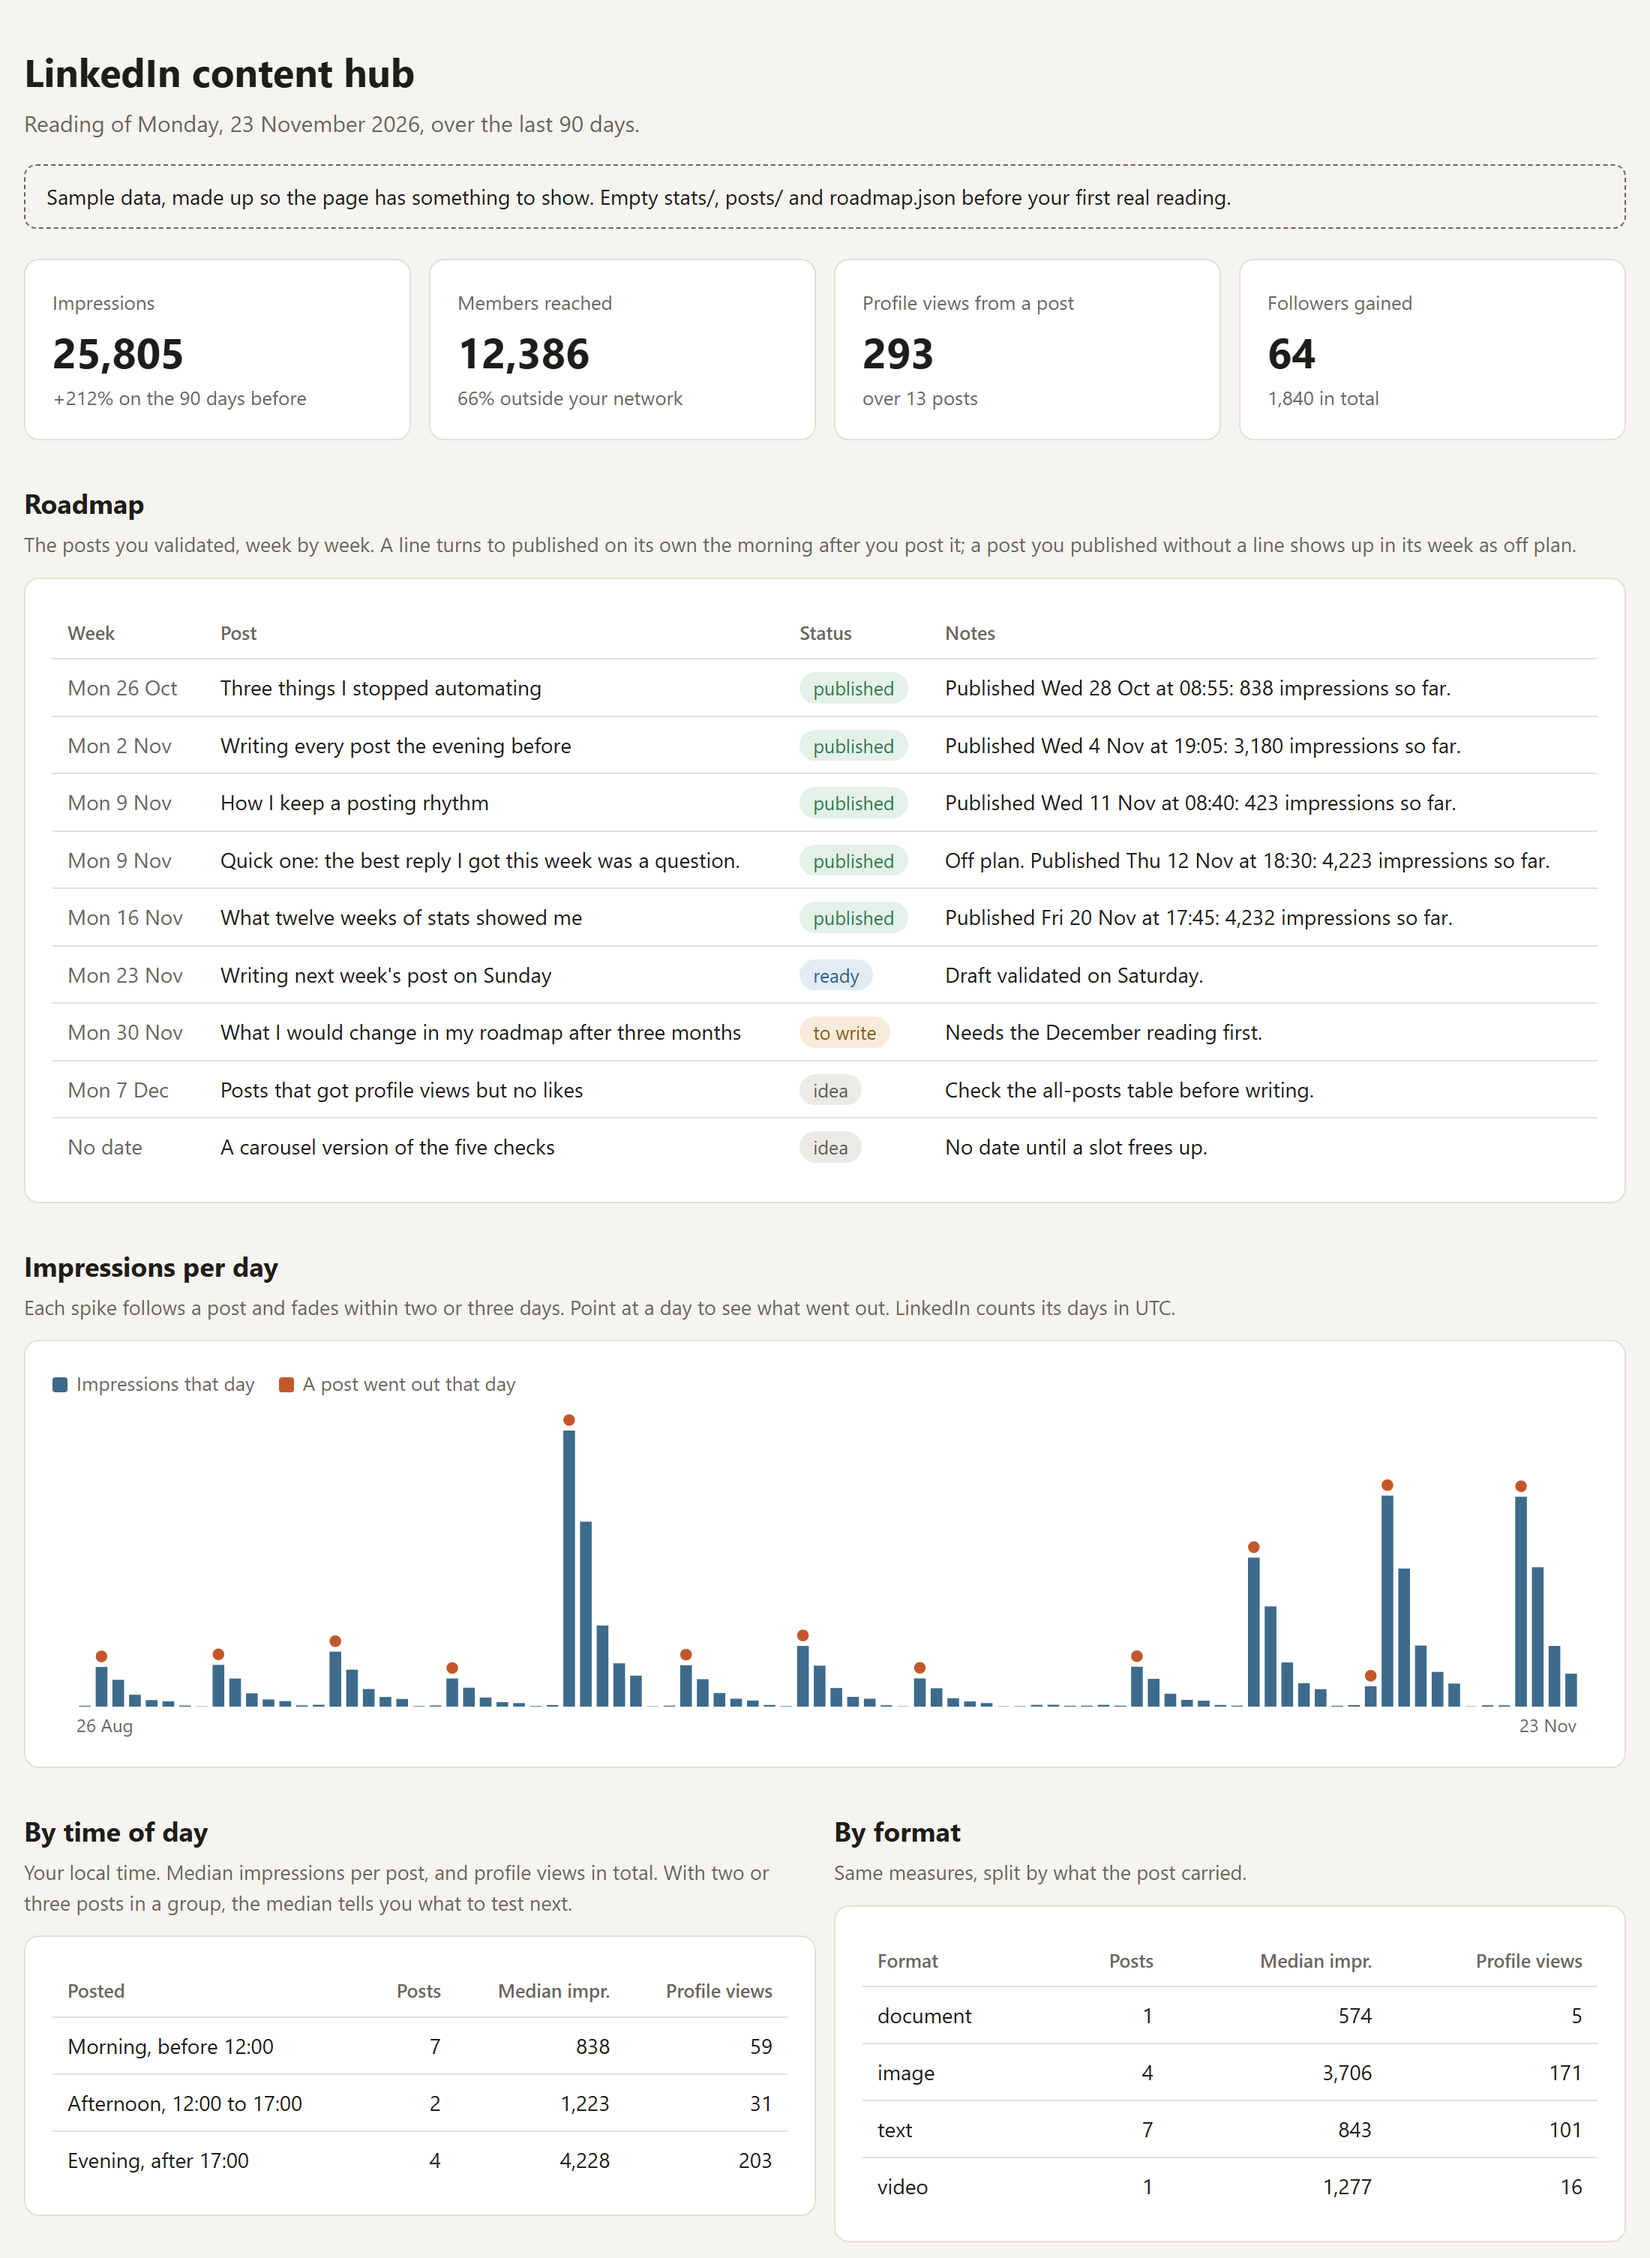 LinkedIn content hub
Reading of Monday, 23 November 2026, over the last 90 days.
Sample data, made up so the page has something to show. Empty stats/, posts/ and roadmap.json before your first real reading.
Impressions
25,805
+212% on the 90 days before
Members reached
12,386
66% outside your network
Profile views from a post
293
over 13 posts
Followers gained
64
1,840 in total
Roadmap
The posts you validated, week by week. A line turns to published on its own the morning after you post it; a post you published without a line shows up in its week as off plan.
Week Post Status Notes
Mon 26 Oct Three things I stopped automating published Published Wed 28 Oct at 08:55: 838 impressions so far.
Mon 2 Nov Writing every post the evening before published Published Wed 4 Nov at 19:05: 3,180 impressions so far.
Mon 9 Nov How I keep a posting rhythm published Published Wed 11 Nov at 08:40: 423 impressions so far.
Mon 9 Nov Quick one: the best reply I got this week was a question. published Off plan. Published Thu 12 Nov at 18:30: 4,223 impressions so far.
Mon 16 Nov What twelve weeks of stats showed me published Published Fri 20 Nov at 17:45: 4,232 impressions so far.
Mon 23 Nov Writing next week's post on Sunday ready Draft validated on Saturday.
Mon 30 Nov What I would change in my roadmap after three months to write Needs the December reading first.
Mon 7 Dec Posts that got profile views but no likes idea Check the all-posts table before writing.
No date A carousel version of the five checks idea No date until a slot frees up.
Impressions per day
Each spike follows a post and fades within two or three days. Point at a day to see what went out. LinkedIn counts its days in UTC.
Impressions that day A post went out that day
26 Aug 23 Nov
By time of day
Your local time. Median impressions per post, and profile views in total. With two or
three posts in a group, the median tells you what to test next.
Posted Posts Median impr. Profile views
Morning, before 12:00 7 838 59
Afternoon, 12:00 to 17:00 2 1,223 31
Evening, after 17:00 4 4,228 203
By format
Same measures, split by what the post carried.
Format Posts Median impr. Profile views
document 1 574 5
image 4 3,706 171
text 7 843 101
video 1 1,277 16